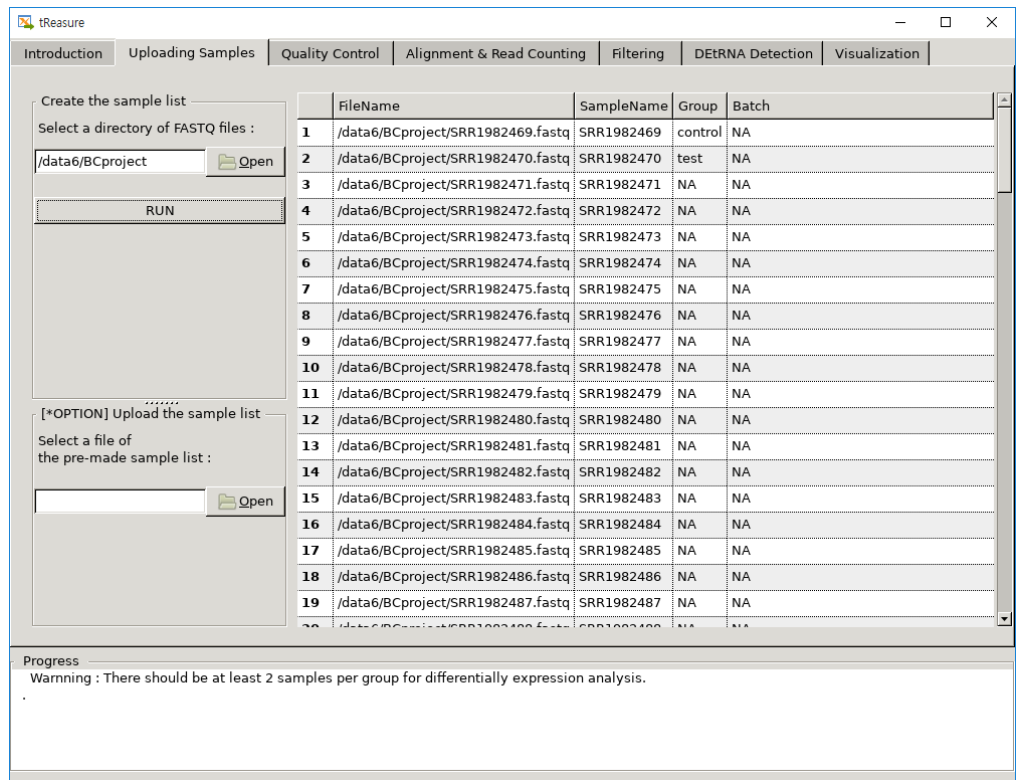 tReasure
Introduction Uploading Samples Quality Control Alignment & Read Counting Filtering DEtRNA Detection Visualization
Create the sample list
Select a directory of FASTQ files :
/data6/BCproject Open
RUN
[*OPTION] Upload the sample list
Select a file of
the pre-made sample list :
Open
FileName SampleName Group Batch
1 /data6/BCproject/SRR1982469.fastq SRR1982469 control NA
2 /data6/BCproject/SRR1982470.fastq SRR1982470 test NA
3 /data6/BCproject/SRR1982471.fastq SRR1982471 NA NA
4 /data6/BCproject/SRR1982472.fastq SRR1982472 NA NA
5 /data6/BCproject/SRR1982473.fastq SRR1982473 NA NA
6 /data6/BCproject/SRR1982474.fastq SRR1982474 NA NA
7 /data6/BCproject/SRR1982475.fastq SRR1982475 NA NA
8 /data6/BCproject/SRR1982476.fastq SRR1982476 NA NA
9 /data6/BCproject/SRR1982477.fastq SRR1982477 NA NA
10 /data6/BCproject/SRR1982478.fastq SRR1982478 NA NA
11 /data6/BCproject/SRR1982479.fastq SRR1982479 NA NA
12 /data6/BCproject/SRR1982480.fastq SRR1982480 NA NA
13 /data6/BCproject/SRR1982481.fastq SRR1982481 NA NA
14 /data6/BCproject/SRR1982482.fastq SRR1982482 NA NA
15 /data6/BCproject/SRR1982483.fastq SRR1982483 NA NA
16 /data6/BCproject/SRR1982484.fastq SRR1982484 NA NA
17 /data6/BCproject/SRR1982485.fastq SRR1982485 NA NA
18 /data6/BCproject/SRR1982486.fastq SRR1982486 NA NA
19 /data6/BCproject/SRR1982487.fastq SRR1982487 NA NA
Progress
Warnning : There should be at least 2 samples per group for differentially expression analysis.
.